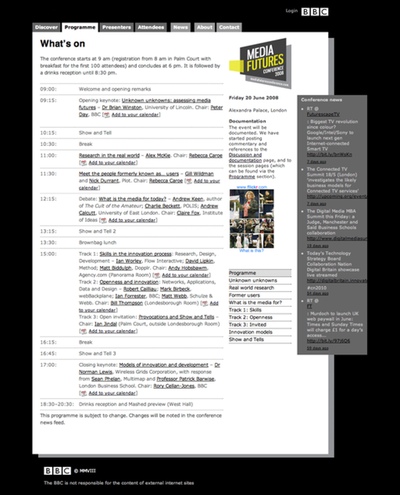 Login BBC
Discover Programme Presenters Attendees News About Contact
What's on
The conference starts at 9 am (registration from 8 am in Palm Court with
breakfast for the first 100 attendees) and concludes at 6 pm. It is followed by
a drinks reception until 8:30 pm.
09:00: Welcome and opening remarks
09:15: Opening keynote: Unknown unknowns: assessing media
futures - Dr Brian Winston, University of Lincoln. Chair: Peter
Day, BBC [Add to your calendar]
10:15: Show and Tell
10:30: Break
11:00: Research in the real world - Alex McKie. Chair: Rebecca Caroe
[Add to your calendar]
11:30: Meet the people formerly known as... users - Gill Wildman
and Nick Durrant, Plot. Chair: Rebecca Caroe [Add to your
calendar]
12:15: Debate: What is the media for today? - Andrew Keen, author
of The Cult of the Amateur; Charlie Beckett, POLIS; Andrew
Calcutt, University of East London. Chair: Claire Fox, Institute
of Ideas [Add to your calendar]
13:15: Show and Tell 2
13:30: Brownbag lunch
15:00: Track 1: Skills in the innovation process: Research, Design,
Development - Ian Worley, Flow Interactive; David Lipkin,
Method; Matt Biddulph, Dopplr. Chair: Andy Hobsbawm,
Agency.com (Panorama Room) [Add to your calendar]
Track 2: Openness and innovation - Networks, Applications,
Data and Design - Robert Cailliau; Mark Birbeck,
webBackplane; Ian Forrester, BBC; Matt Webb, Schulze &
Webb. Chair: Bill Thompson (Londesborough Room) [Add
to your calendar]
Track 3: Open invitation: Provocations and Show and Tells -
Chair: Ian Jindal (Palm Court, outside Londesborough Room)
[Add to your calendar]
16:15: Break
16:45: Show and Tell 3
17:00: Closing keynote: Models of innovation and development - Dr
Norman Lewis, Wireless Grids Corporation, with response
from Sean Phelan, Multimap and Professor Patrick Barwise,
London Business School. Chair: Rory Cellan-Jones, BBC
[Add to your calendar]
18:30-20:30: Drinks reception and Mashed preview (West Hall)
This programme is subject to change. Changes will be noted in the conference
news feed.
MEDIA
FUTURES
CONFERENCE
2008
Friday 20 June 2008
Alexandra Palace, London
Documentation
The event will be
documented. We have
started posting
commentary and
references to the
Discussion and
documentation page, and to
the session pages (which
can be found via the
Programme section).
www.flickr.com
What is this?
Programme
Unknown unknowns
Real world research
Former users
What is the media for?
Track 1: Skills
Track 2: Openness
Track 3: Invited
Innovation models
Show and Tells
Conference news
RT @
: Biggest TV revolution
since colour?
Google/Intel/Sony to
launch next gen
Internet-connected
Smart TV
The Connected TV
Summit 18/5 (London)
'investigates the likely
business models for
Connected TV services'
The Digital Media MBA
Summit this Friday: a
Judge, Manchester and
Said Business Schools
collaboration
Today's Technology
Strategy Board
Collaboration Nation
Digital Britain showcase
live streamed
RT @
: Murdoch to launch UK
web paywall in June:
Times and Sunday Times
will charge £1 for a day's
access...
BBC © MMVIII
The BBC is not responsible for the content of external internet sites